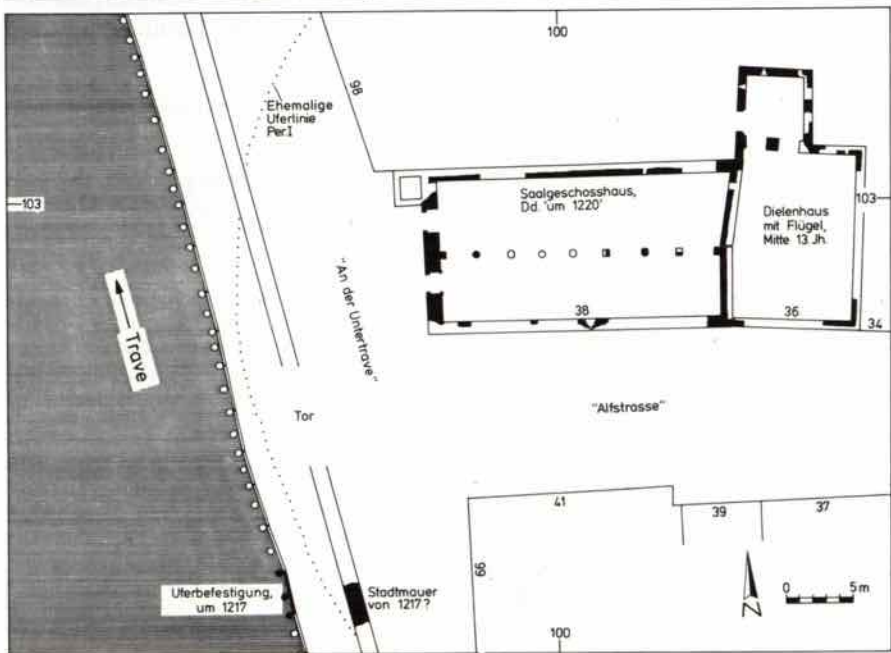 100
Ehemalige
Uferlinie
Per.I
98
103
Saalgeschosshaus,
Dd. 'um 1220'
103
Dielenhaus
mit Flügel,
Mitte 13. Jh.
"An der Untertrave"
Trave
38
36
34
Tor
"Alfstrasse"
41
39
37
66
Uferbefestigung,
um 1217
Stadtmauer
von 1217?
N
0 5m
100